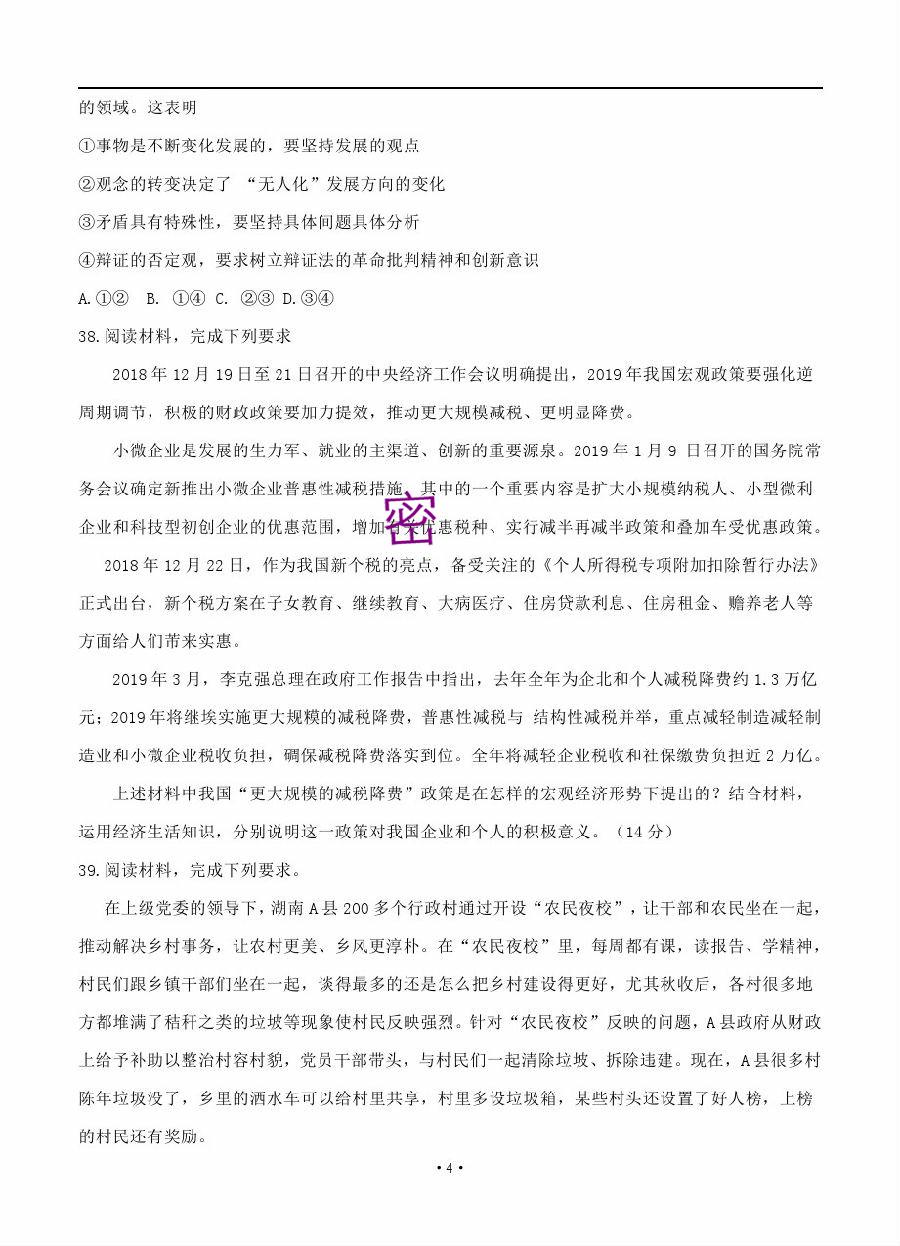 的领域。这表明
①事物是不断变化发展的，要坚持发展的观点
②观念的转变决定了 “无人化”发展方向的变化
③矛盾具有特殊性，要坚持具体间题具体分析
④辩证的否定观，要求树立辩证法的革命批判精神和创新意识
A.①② B. ①④ C. ②③ D.③④
38.阅读材料，完成下列要求
2018年12月19日至21日召开的中央经济工作会议明确提出，2019年我国宏观政策要强化逆
周期调节，积极的财政政策要加力提效，推动更大规模减税、更明显降费。
小微企业是发展的生力军、就业的主渠道、创新的重要源泉。2019年1月9 日召开的国务院常
务会议确定新推出小微企业普惠性减税措施，其中的一个重要内容是扩大小规模纳税人、小型微利
企业和科技型初创企业的优惠范围，增加有关优惠税种、实行减半再减半政策和叠加车受优惠政策。
密
2018年12月22日，作为我国新个税的亮点，备受关注的《个人所得税专项附加扣除暂行办法》
正式出台，新个税方案在子女教育、继续教育、大病医疗、住房贷款利息、住房租金、赡养老人等
方面给人们芾来实惠。
2019年3月，李克强总理在政府工作报告中指出，去年全年为企北和个人减税降费约1.3万亿
元；2019年将继埃实施更大规模的减税降费，普惠性减税与 结构性减税并举，重点减轻制造减轻制
造业和小微企业税收负担，碉保减税降费落实到位。全年将减轻企业税收和社保缴费负担近2万亿。
上述材料中我国“更大规模的减税降费”政策是在怎样的宏观经济形势下提出的？结合材料，
运用经济生活知识，分别说明这一政策对我国企业和个人的积极意义。（14分）
39.阅读材料，完成下列要求。
在上级党委的领导下，湖南A县200多个行政村通过开设“农民夜校”，让干部和农民坐在一起，
推动解决乡村事务，让农村更美、乡风更淳朴。在“农民夜校”里，每周都有课，读报告、学精神，
村民们跟乡镇干部们坐在一起，淡得最多的还是怎么把乡村建设得更好，尤其秋收后，各村很多地
方都堆满了秸秆之类的垃圾等现象使村民反映强烈。针对“农民夜校”反映的问题，A县政府从财政
上给予补助以整治村容村貌，党员干部带头，与村民们一起清除垃圾、拆除违建。现在，A县很多村
陈年垃圾没了，乡里的洒水车可以给村里共享，村里多设垃圾箱，某些村头还设置了好人榜，上榜
的村民还有奖励。
·4·